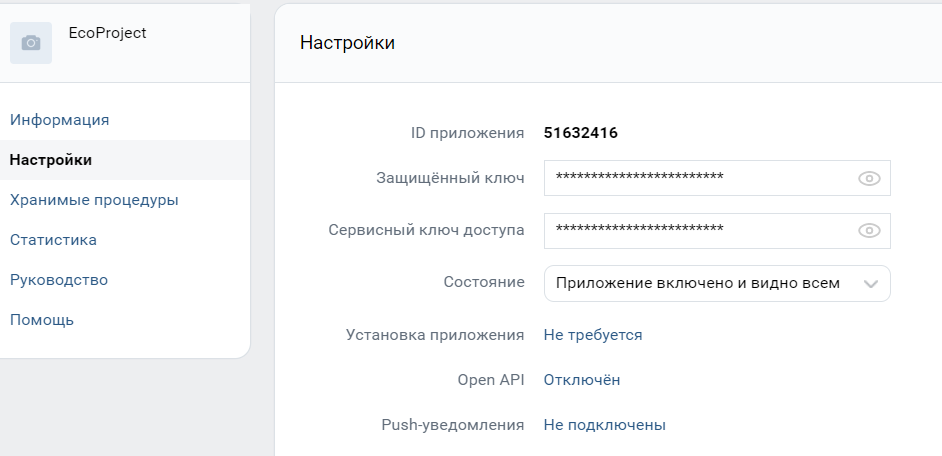 EcoProject
Информация
Настройки
Хранимые процедуры
Статистика
Руководство
Помощь
Настройки
ID приложения 51632416
Защищённый ключ ************************
Сервисный ключ доступа ************************
Состояние Приложение включено и видно всем
Установка приложения Не требуется
Open API Отключён
Push-уведомления Не подключены